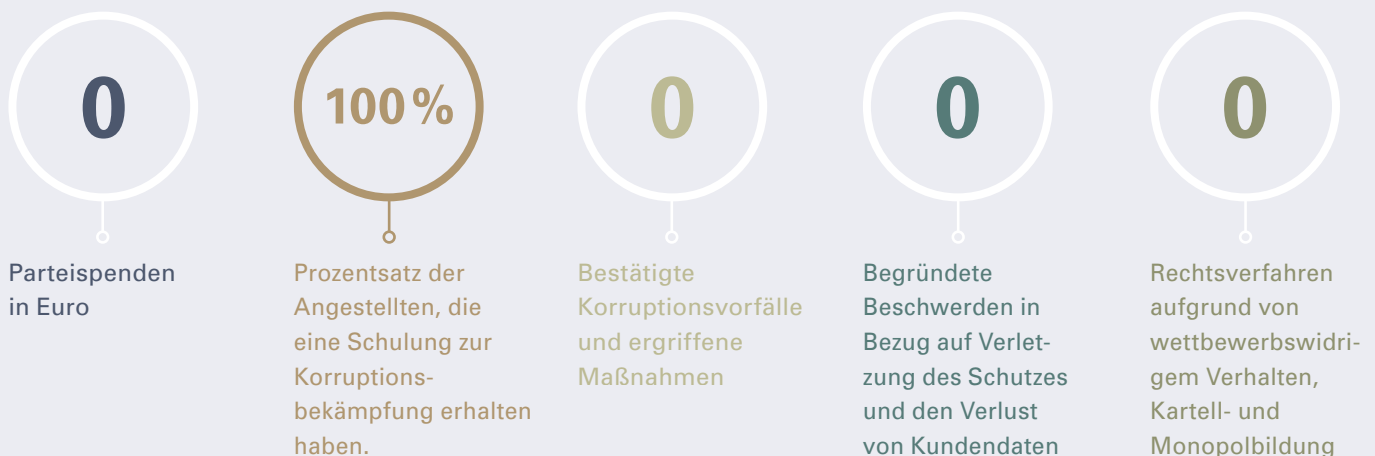 0
Parteispenden
in Euro
100 %
Prozentsatz der
Angestellten, die
eine Schulung zur
Korruptions-
bekämpfung erhalten
haben.
0
Bestätigte
Korruptionsvorfälle
und ergriffene
Maßnahmen
0
Begründete
Beschwerden in
Bezug auf Verlet-
zung des Schutzes
und den Verlust
von Kundendaten
0
Rechtsverfahren
aufgrund von
wettbewerbswidri-
gem Verhalten,
Kartell- und
Monopolbildung